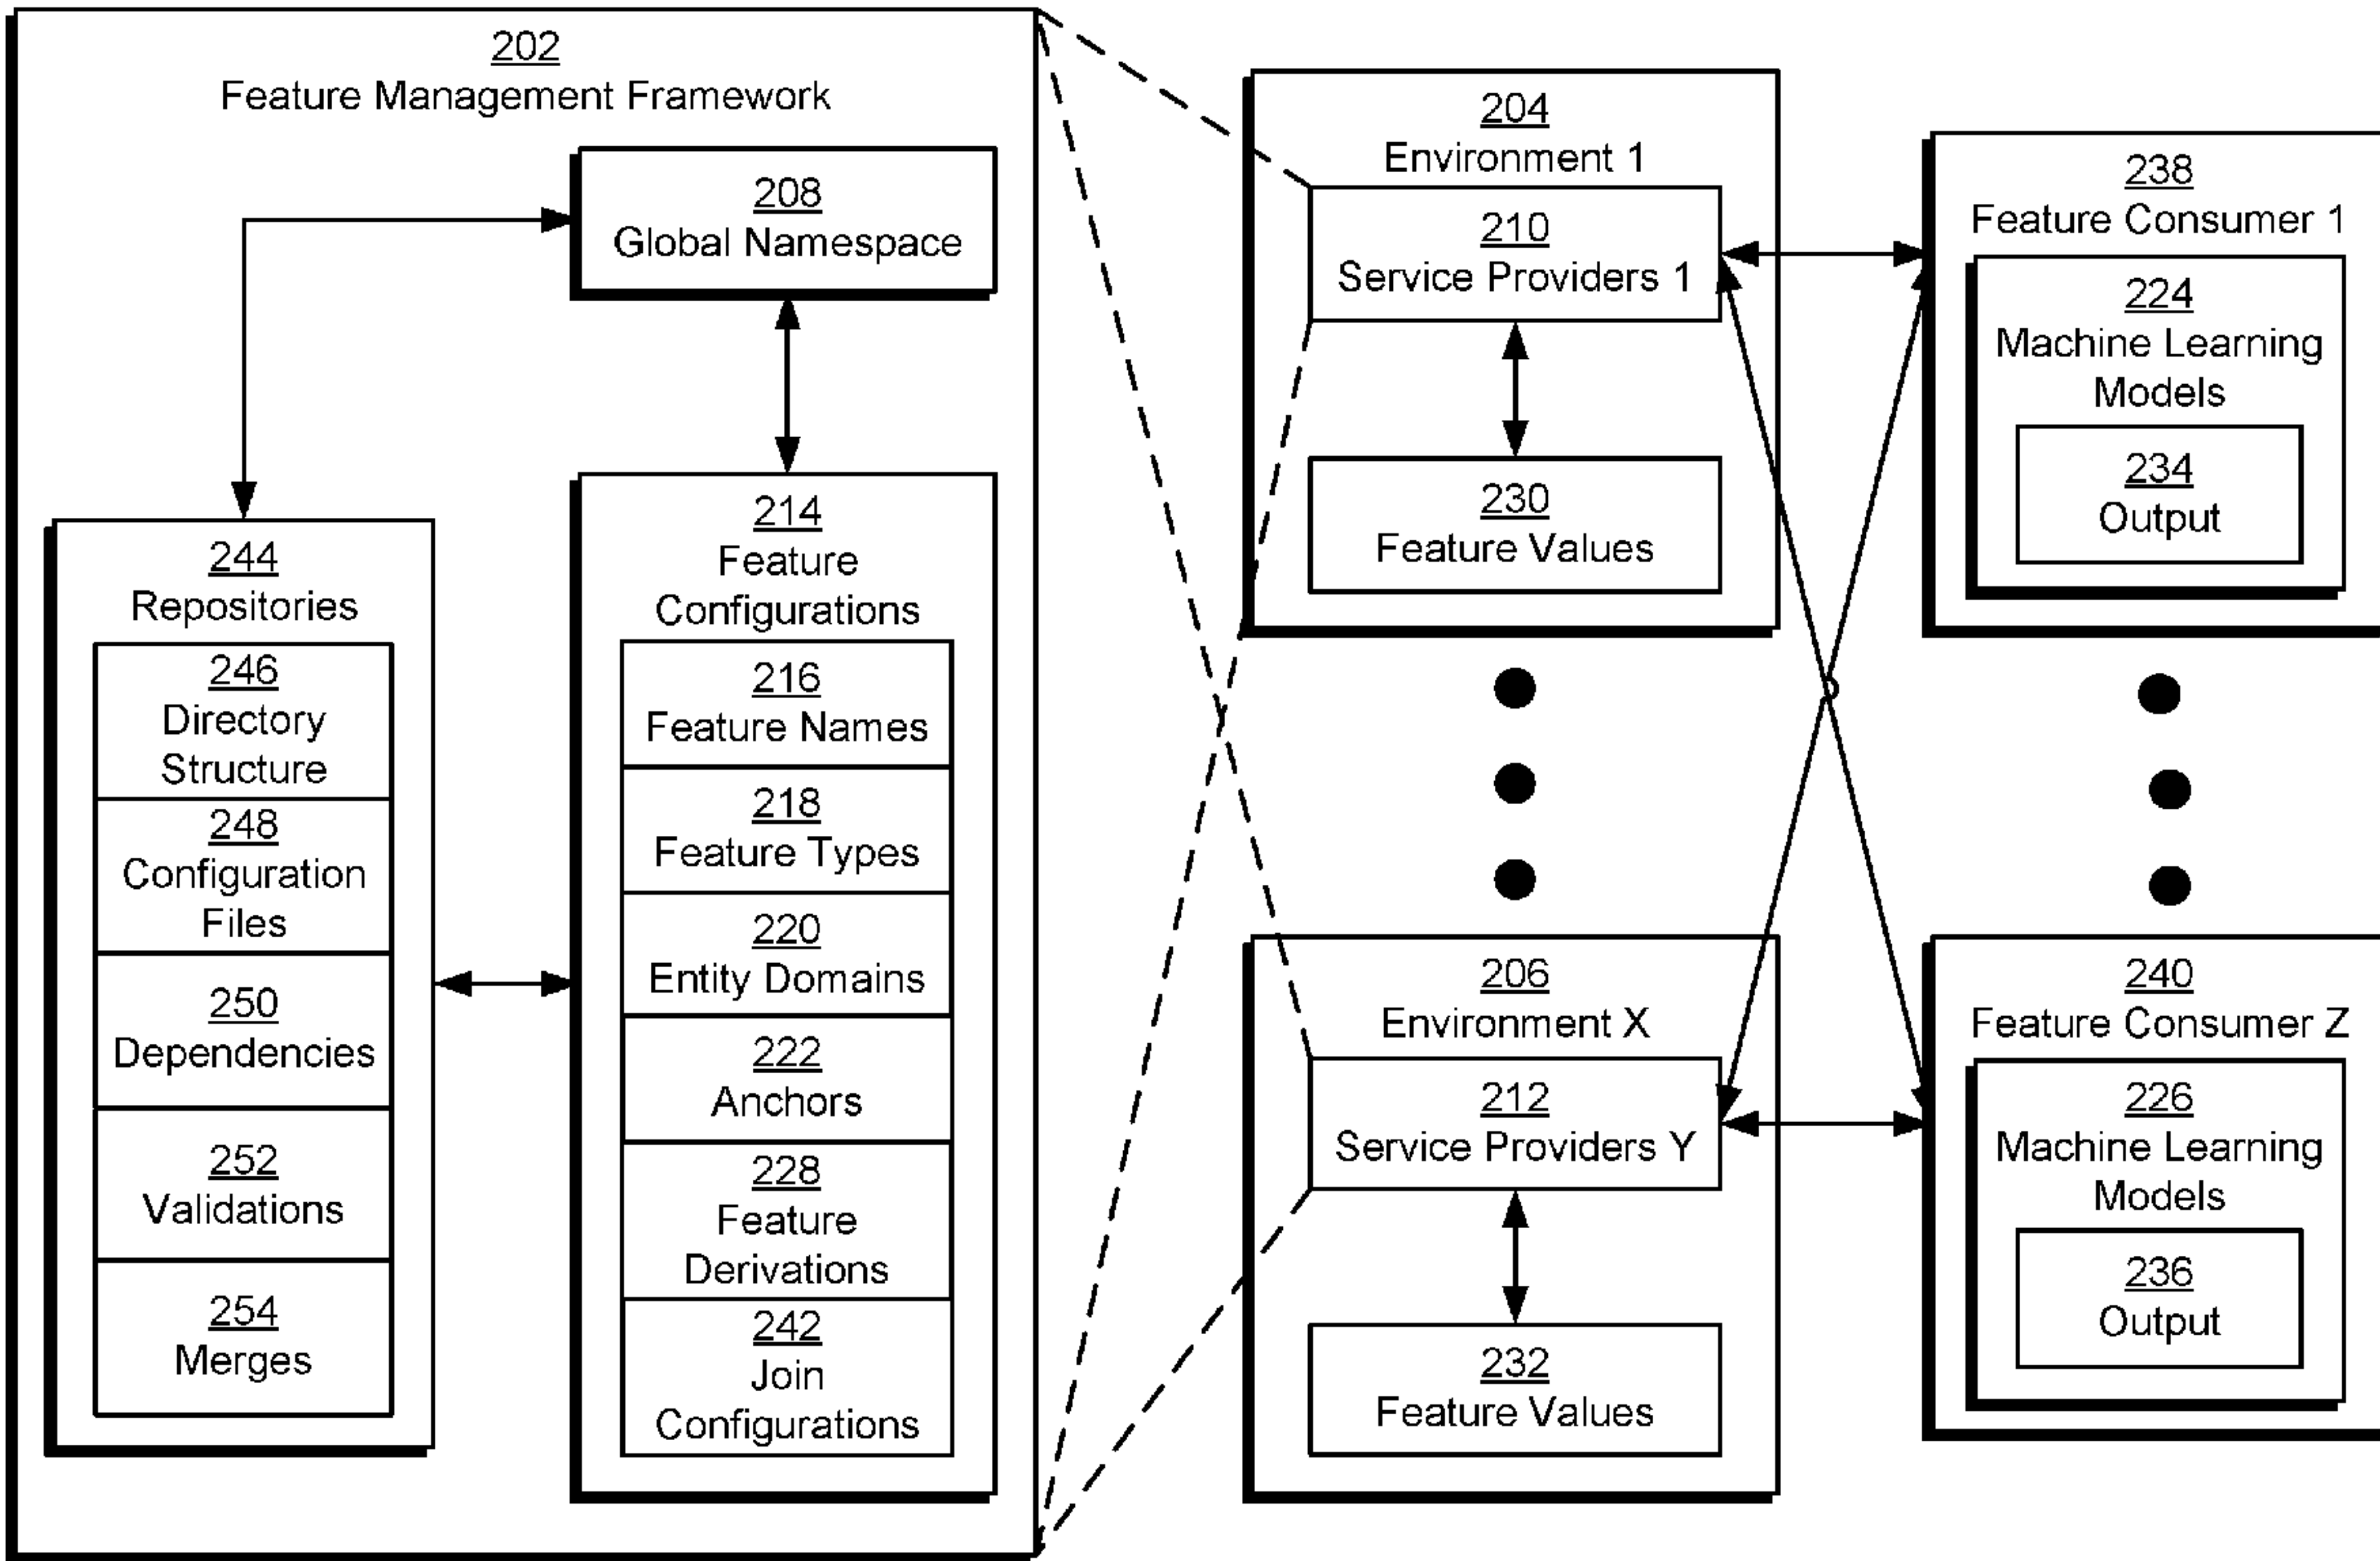 202
Feature Management Framework
208
Global Namespace
244
Repositories
246
Directory
Structure
248
Configuration
Files
250
Dependencies
252
Validations
254
Merges
214
Feature
Configurations
216
Feature Names
218
Feature Types
220
Entity Domains
222
Anchors
228
Feature
Derivations
242
Join
Configurations
204
Environment 1
210
Service Providers 1
230
Feature Values
206
Environment X
212
Service Providers Y
232
Feature Values
238
Feature Consumer 1
224
Machine Learning
Models
234
Output
240
Feature Consumer Z
226
Machine Learning
Models
236
Output